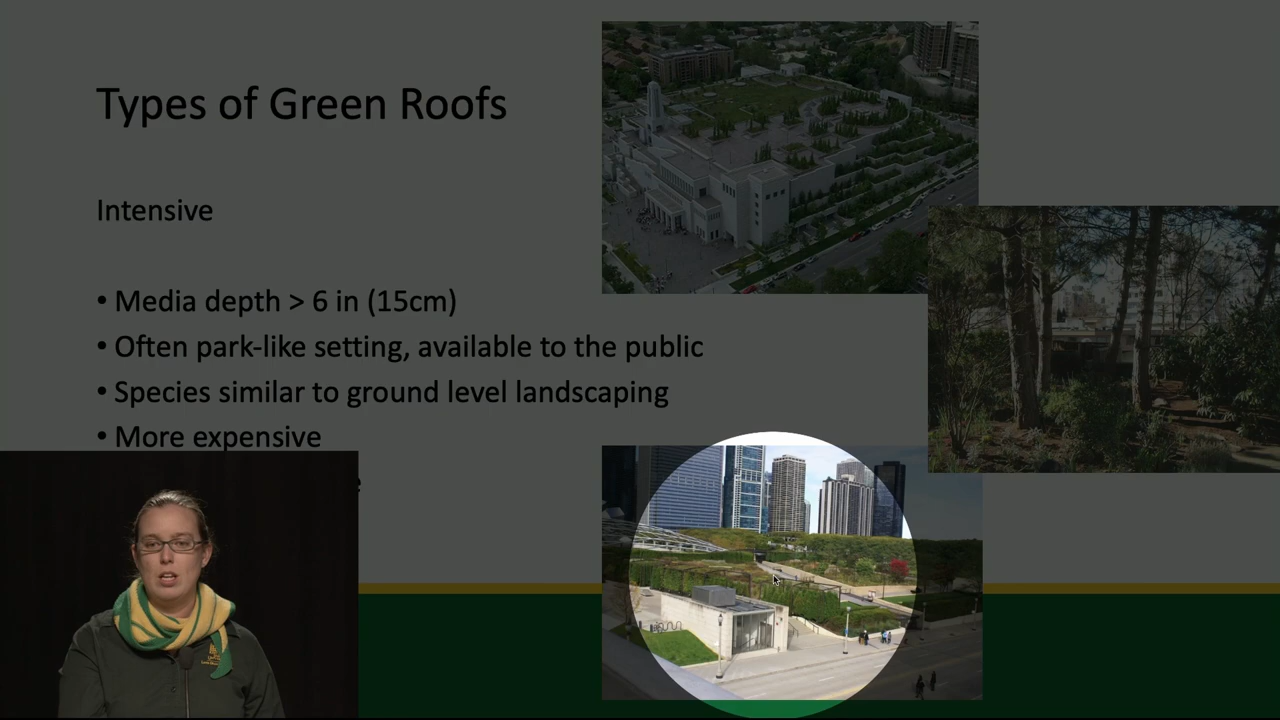 Types of Green Roofs
Intensive
• Media depth > 6 in (15cm)
• Often park-like setting, available to the public
• Species similar to ground level landscaping
• More expensive